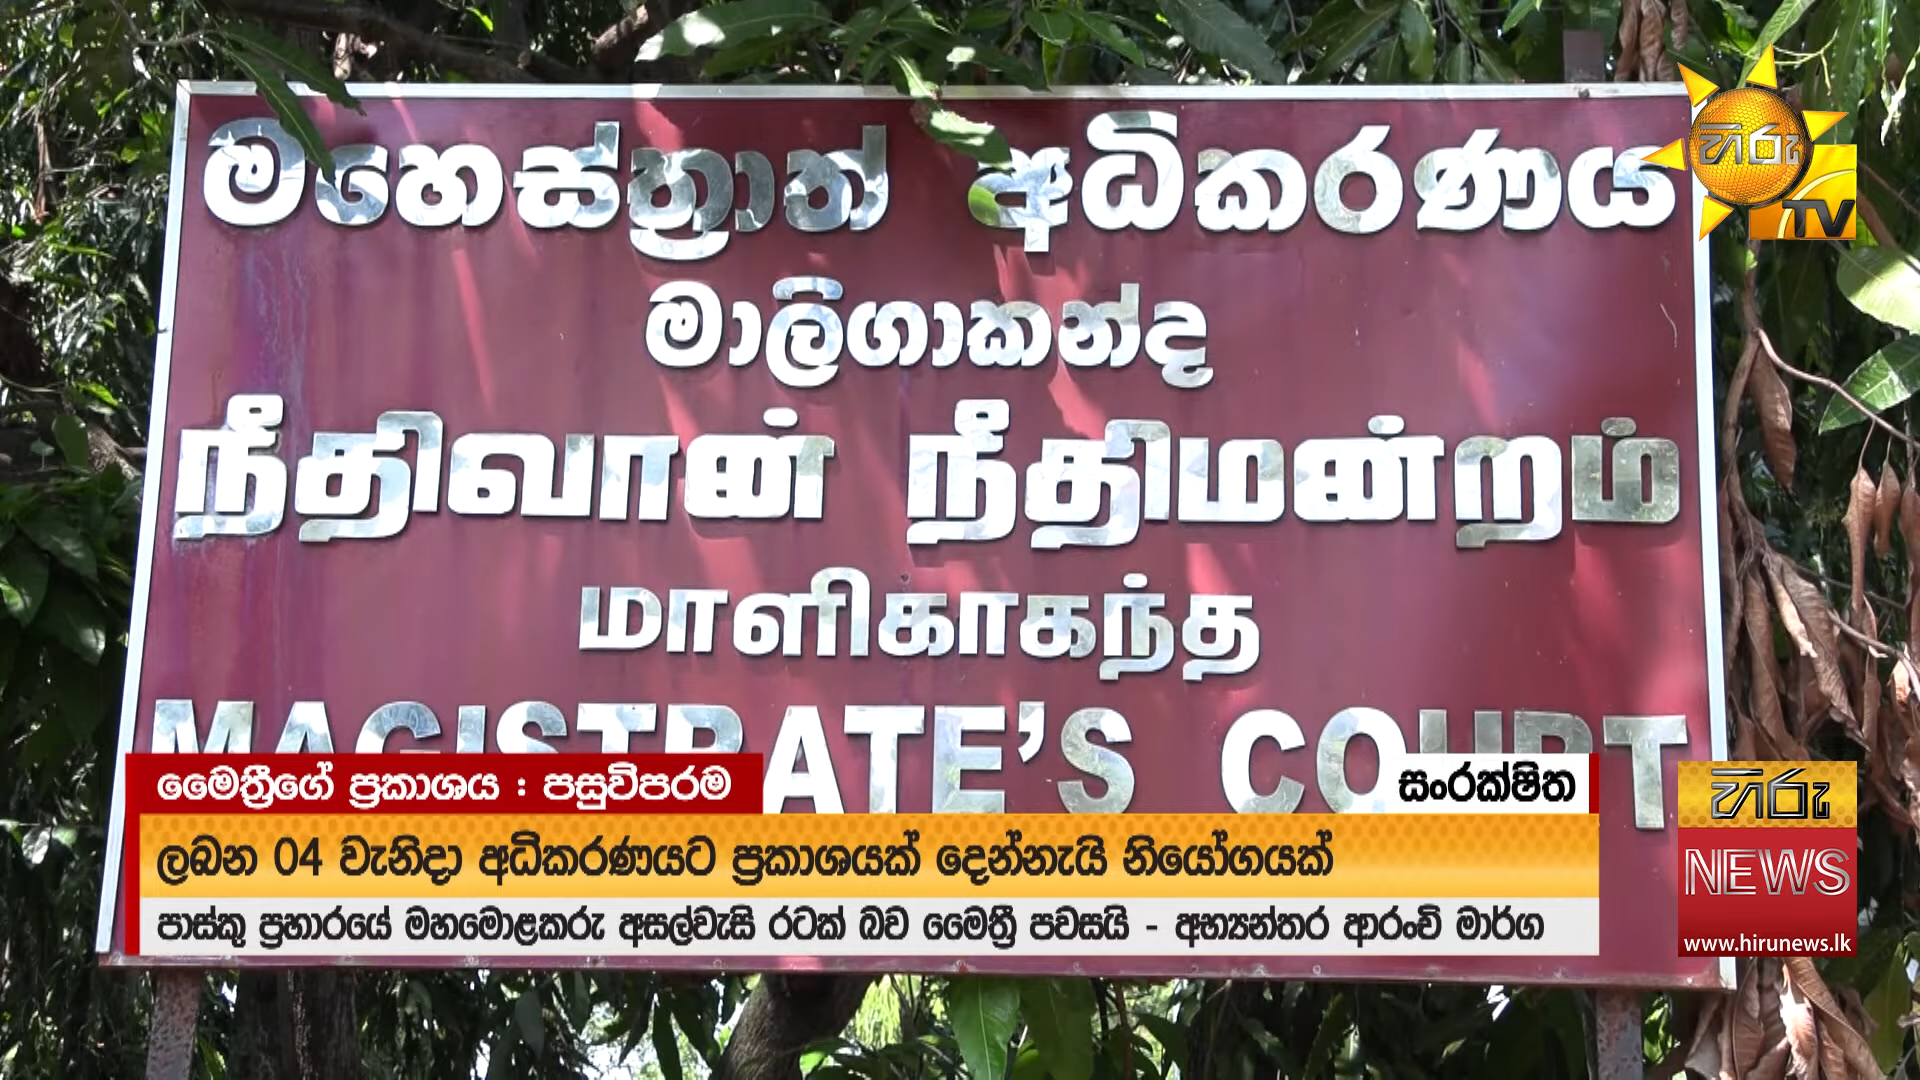 මහෙස්ත්‍රාත් අධිකරණය
මාලිගාකන්ද
நீதிவான் நீதிமன்றம்
மாளிகாகந்த
MAGISTRATE'S COURT
හිරු
TV
මෛත්‍රීගේ ප්‍රකාශය : පසුවිපරම
සංරක්ෂිත
ලබන 04 වැනිදා අධිකරණයට ප්‍රකාශයක් දෙන්නැයි නියෝගයක්
පාස්කු ප්‍රහාරයේ මහමොළකරු අසල්වැසි රටක් බව මෛත්‍රී පවසයි - අභ්‍යන්තර ආරංචි මාර්ග
හිරු
NEWS
www.hirunews.lk